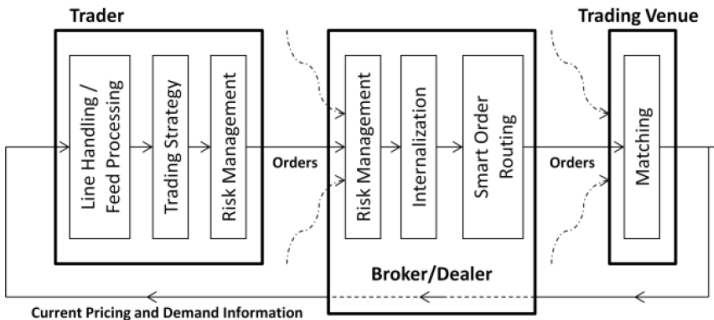 Trader
Trading Venue
Line Handling /
Feed Processing
Trading Strategy
Risk Management
Orders
Risk Management
Internalization
Smart Order
Routing
Orders
Matching
Broker/Dealer
Current Pricing and Demand Information